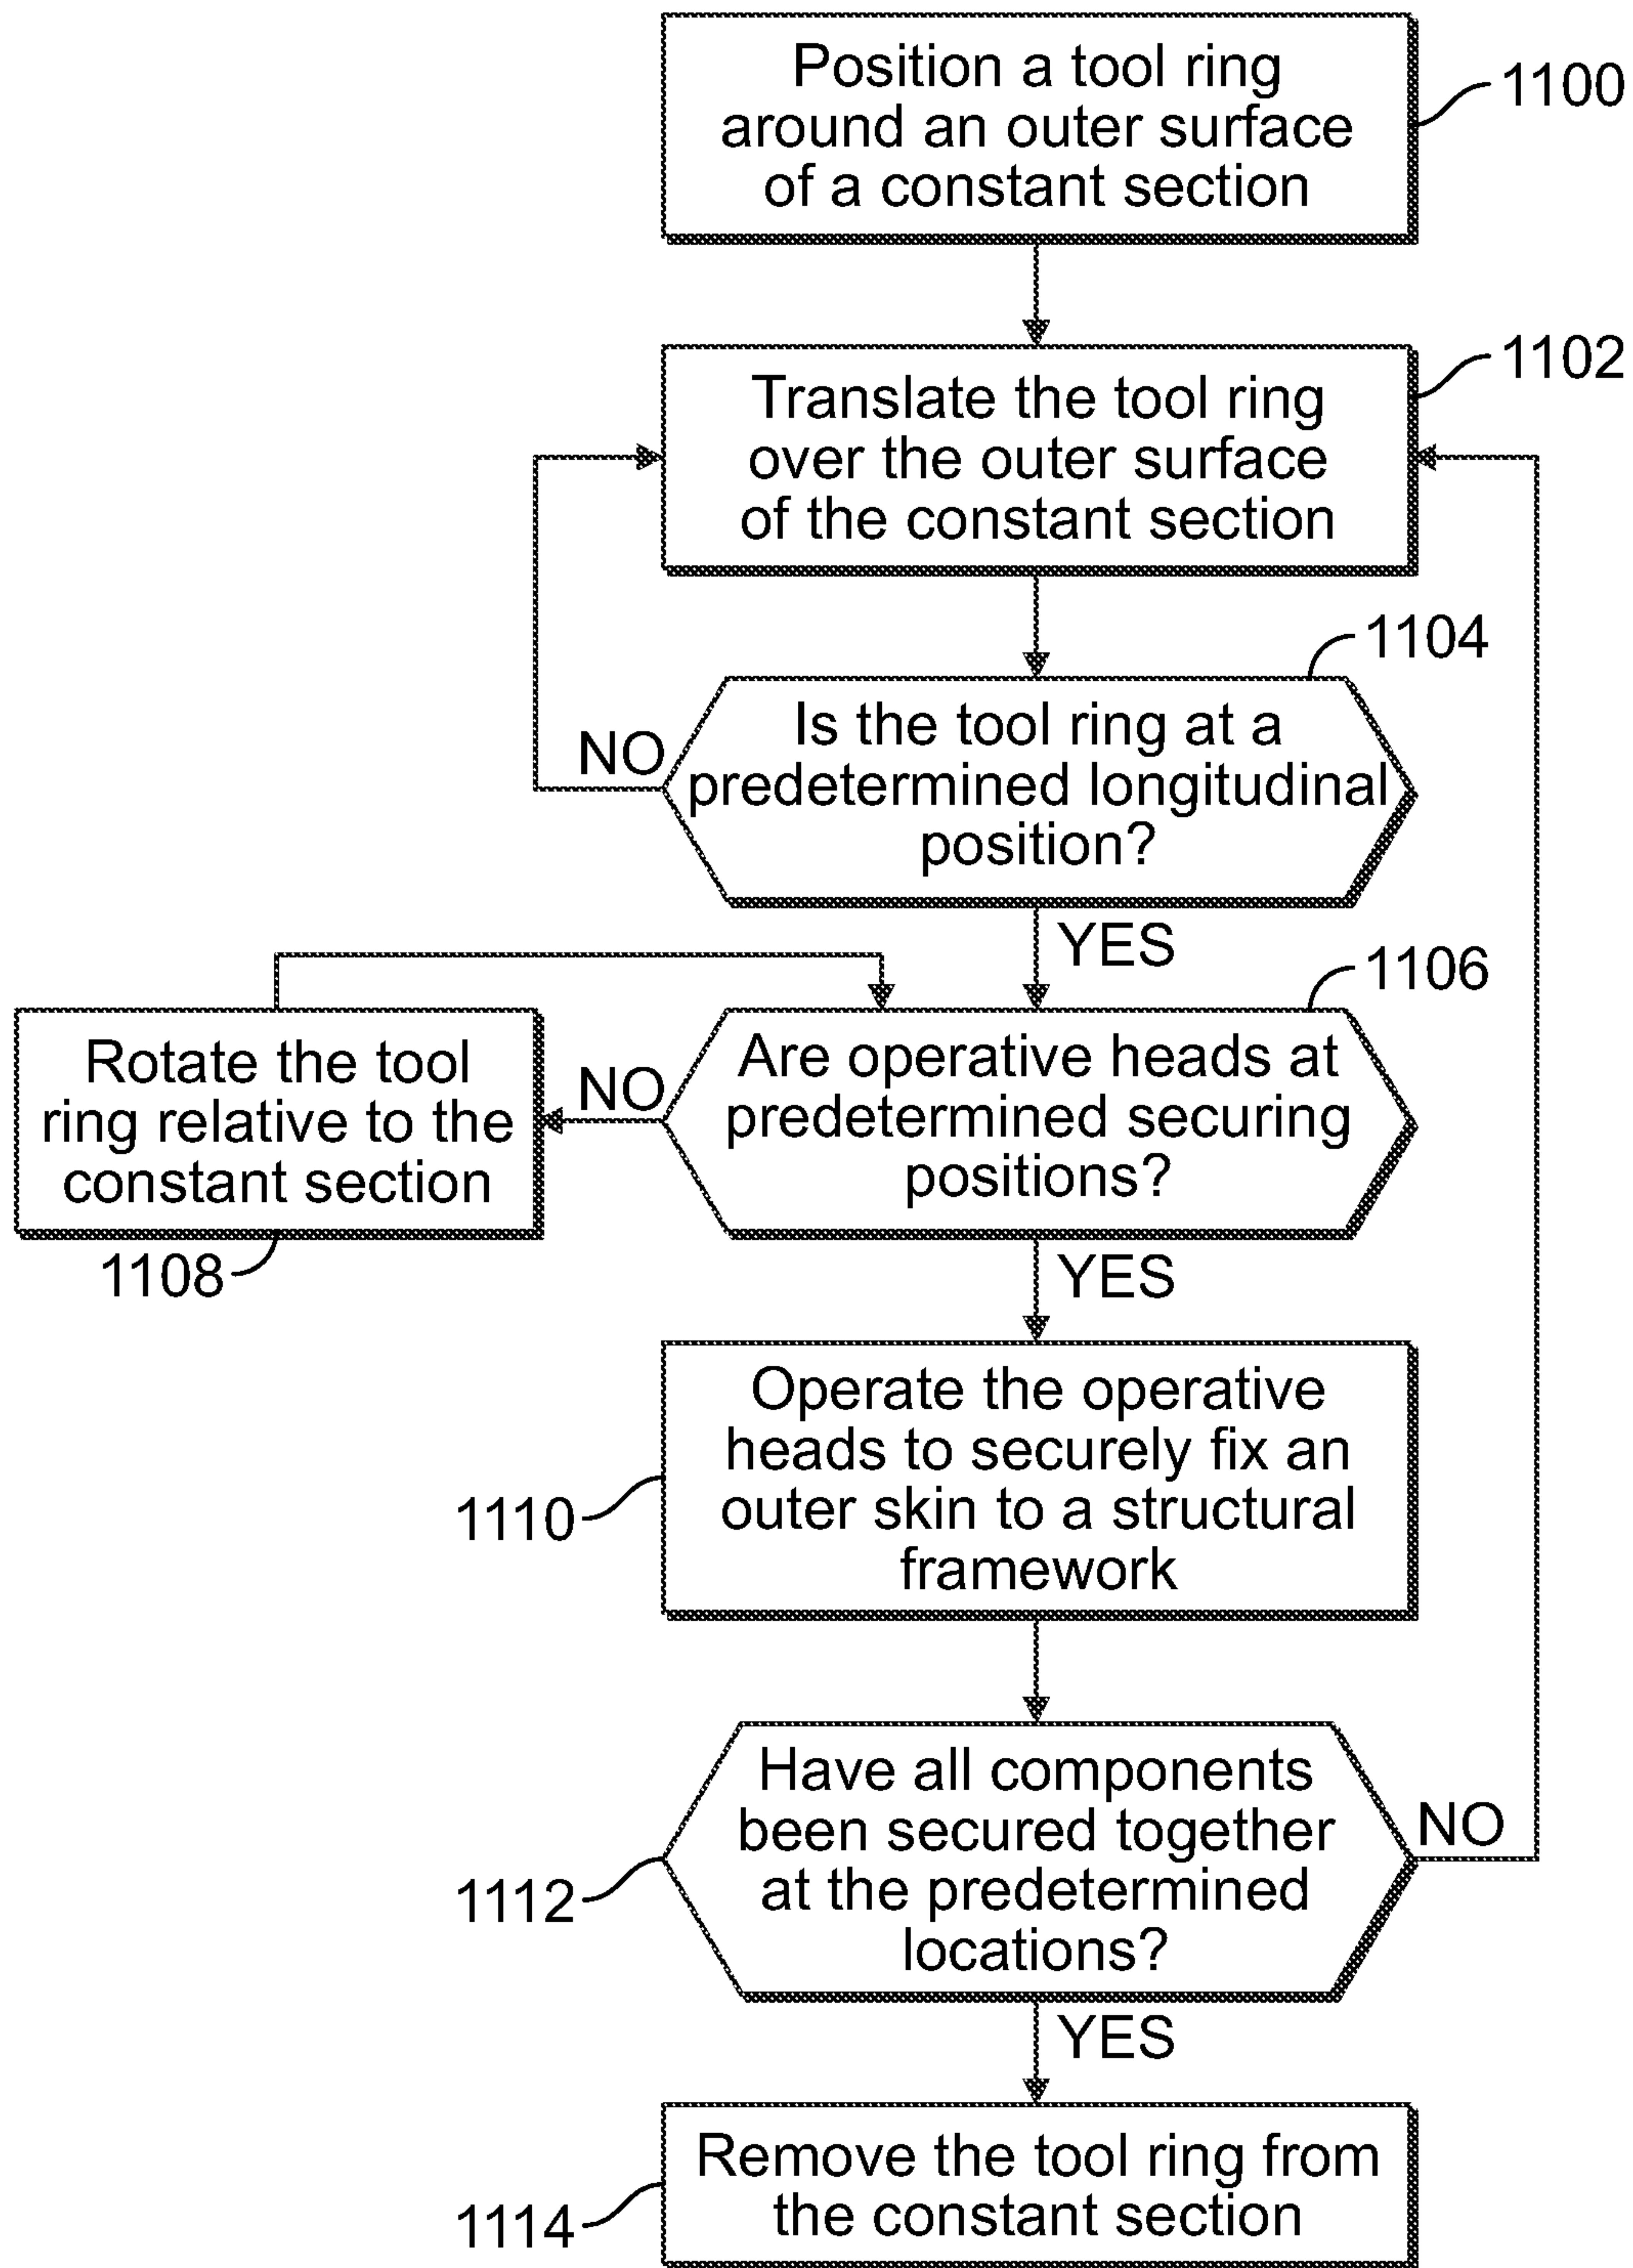 Position a tool ring
around an outer surface
of a constant section
1100
Translate the tool ring
over the outer surface
of the constant section
1102
1104
Is the tool ring at a
predetermined longitudinal
position?
NO
YES
1106
Are operative heads at
predetermined securing
positions?
NO
Rotate the tool
ring relative to the
constant section
1108
YES
Operate the operative
heads to securely fix an
outer skin to a structural
framework
1110
Have all components
been secured together
at the predetermined
locations?
NO
1112
YES
Remove the tool ring from
the constant section
1114